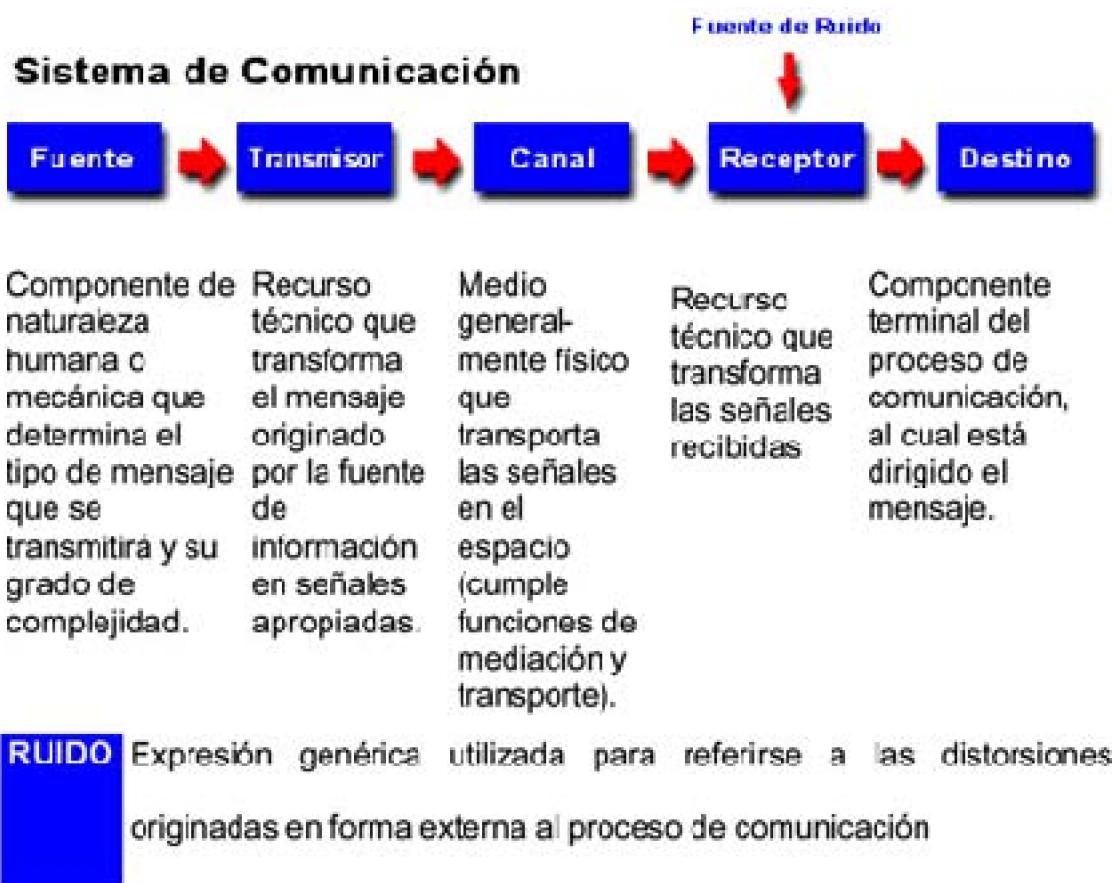 Fuente de Ruido
Sistema de Comunicación
Fuente
Transmisor
Canal
Receptor
Destino
Componente de
naturaleza
humana o
mecánica que
determina el
tipo de mensaje
que se
transmitirá y su
grado de
complejidad.
Recurso
técnico que
transforma
el mensaje
originado
por la fuente
de
información
en señales
apropiadas.
Medio
general-
mente físico
que
transporta
las señales
en el
espacio
(cumple
funciones de
mediación y
transporte).
Recurso
técnico que
transforma
las señales
recibidas
Componente
terminal del
proceso de
comunicación,
al cual está
dirigido el
mensaje.
RUIDO Expresión genérica utilizada para referirse a las distorsiones
originadas en forma externa al proceso de comunicación